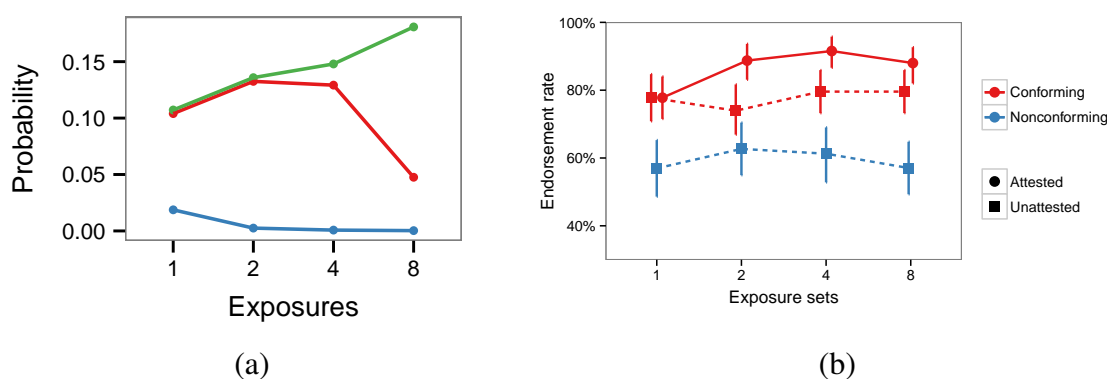 0.15
0.10
0.05
0.00
Probability
1 2 4 8
Exposures
(a)
100%
80%
60%
40%
Endorsement rate
1 2 4 8
Exposure sets
Conforming
Nonconforming
Attested
Unattested
(b)